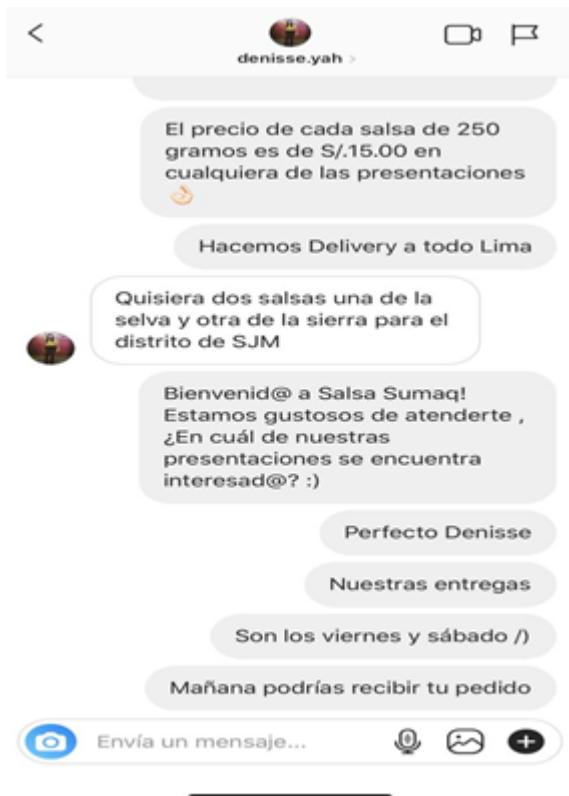 denisse.yah >
El precio de cada salsa de 250
gramos es de S/.15.00 en
cualquiera de las presentaciones
👌🏻
Hacemos Delivery a todo Lima
Quisiera dos salsas una de la
selva y otra de la sierra para el
distrito de SJM
Bienvenid@ a Salsa Sumaq!
Estamos gustosos de atenderte ,
¿En cuál de nuestras
presentaciones se encuentra
interesad@? :)
Perfecto Denisse
Nuestras entregas
Son los viernes y sábado /)
Mañana podrías recibir tu pedido
Envía un mensaje...